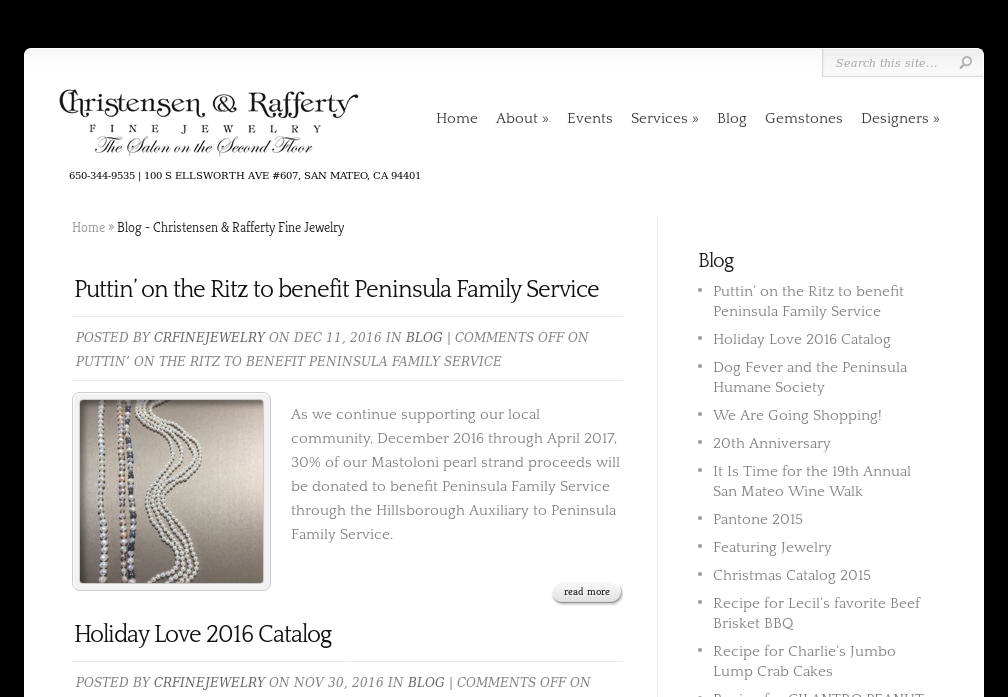 Search this site...
Christensen & Rafferty
FINE JEWELRY
The Salon on the Second Floor
Home About » Events Services » Blog Gemstones Designers »
650-344-9535 | 100 S ELLSWORTH AVE #607, SAN MATEO, CA 94401
Home » Blog - Christensen & Rafferty Fine Jewelry
Puttin' on the Ritz to benefit Peninsula Family Service
POSTED BY CRFINEJEWELRY ON DEC 11, 2016 IN BLOG | COMMENTS OFF ON
PUTTIN' ON THE RITZ TO BENEFIT PENINSULA FAMILY SERVICE
As we continue supporting our local
community, December 2016 through April 2017,
30% of our Mastoloni pearl strand proceeds will
be donated to benefit Peninsula Family Service
through the Hillsborough Auxiliary to Peninsula
Family Service.
read more
Holiday Love 2016 Catalog
POSTED BY CRFINEJEWELRY ON NOV 30, 2016 IN BLOG | COMMENTS OFF ON
Blog
Puttin' on the Ritz to benefit
Peninsula Family Service
Holiday Love 2016 Catalog
Dog Fever and the Peninsula
Humane Society
We Are Going Shopping!
20th Anniversary
It Is Time for the 19th Annual
San Mateo Wine Walk
Pantone 2015
Featuring Jewelry
Christmas Catalog 2015
Recipe for Lecil's favorite Beef
Brisket BBQ
Recipe for Charlie's Jumbo
Lump Crab Cakes
Recipe for CILANTRO PEANUT